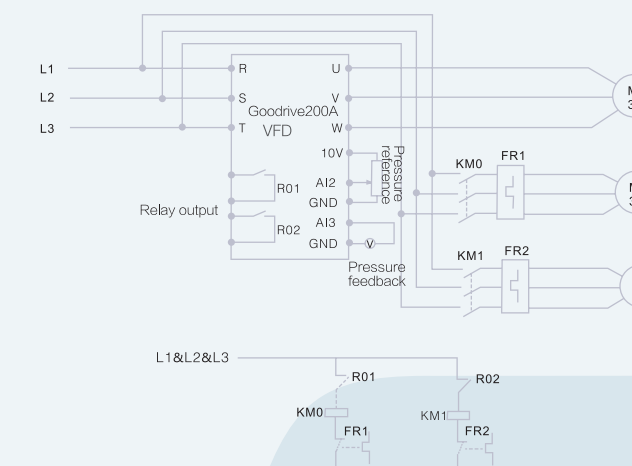 L1
L2
L3
R
S
T
U
V
W
Goodrive200A
VFD
10V
AI2
GND
AI3
GND
Pressure
reference
V
Pressure
feedback
R01
R02
Relay output
KM0
FR1
M
3
KM1
FR2
L1&L2&L3
R01
R02
KM0
KM1
FR1
FR2